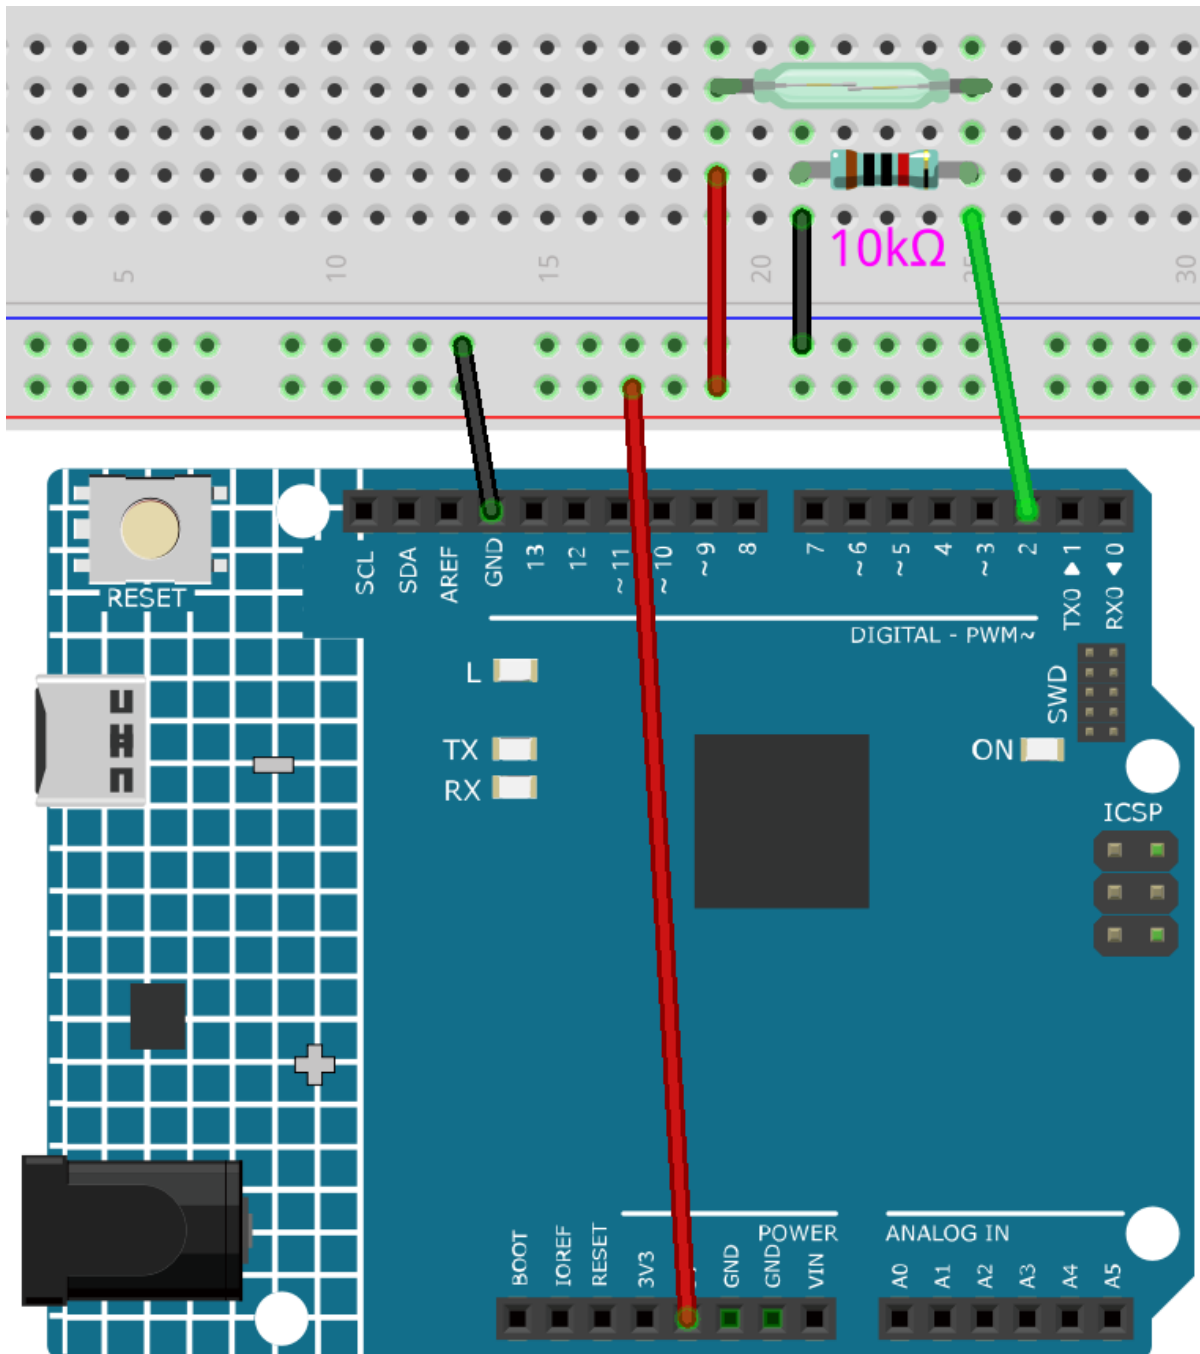 10kΩ
5
10
15
20
25
30
RESET
SCL
SDA
AREF
GND
13
12
~11
~10
~9
8
7
~6
~5
4
~3
2
TX0 ▶ 1
RX0 ◀ 0
DIGITAL - PWM~
L
TX
RX
SWD
ON
ICSP
POWER
ANALOG IN
BOOT
IOREF
RESET
3V3
GND
GND
VIN
A0
A1
A2
A3
A4
A5